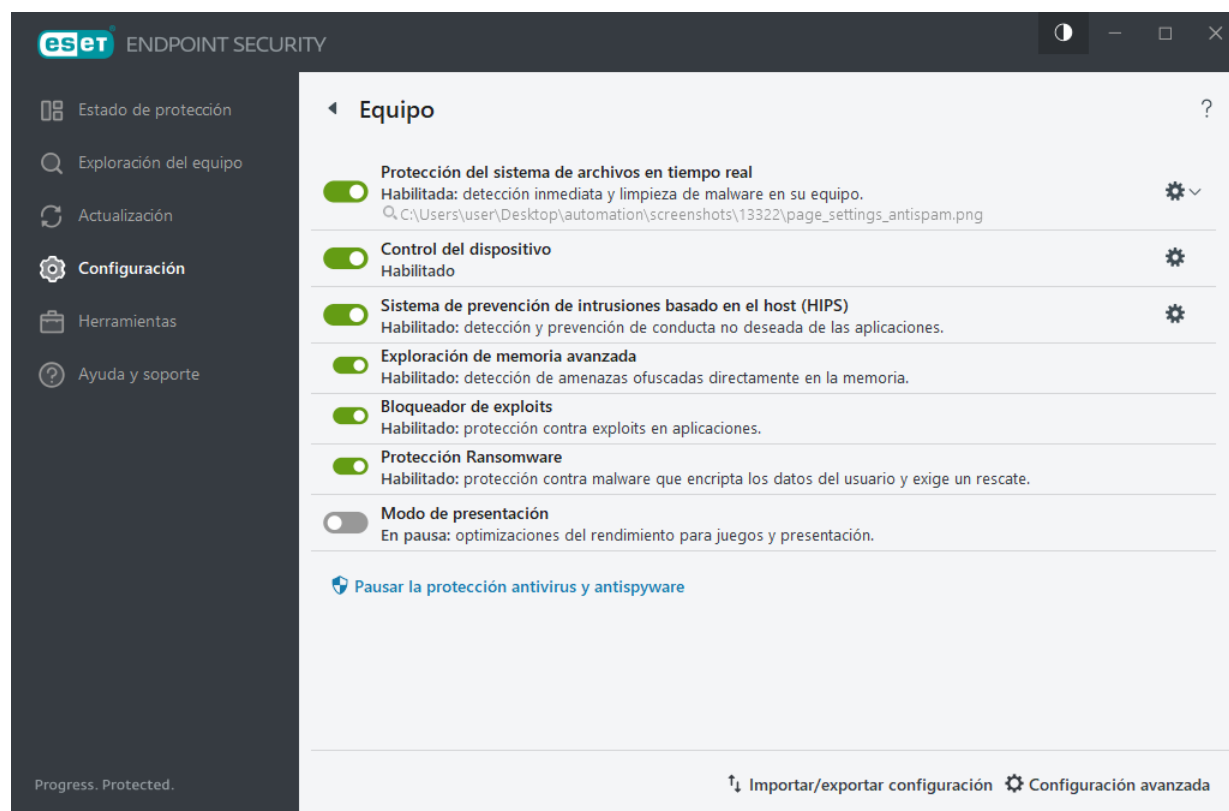 eset ENDPOINT SECURITY
Estado de protección
Exploración del equipo
Actualización
Configuración
Herramientas
Ayuda y soporte
Progress. Protected.
Equipo
?
Protección del sistema de archivos en tiempo real
Habilitada: detección inmediata y limpieza de malware en su equipo.
C:\Users\user\Desktop\automation\screenshots\13322\page_settings_antispam.png
Control del dispositivo
Habilitado
Sistema de prevención de intrusiones basado en el host (HIPS)
Habilitado: detección y prevención de conducta no deseada de las aplicaciones.
Exploración de memoria avanzada
Habilitado: detección de amenazas ofuscadas directamente en la memoria.
Bloqueador de exploits
Habilitado: protección contra exploits en aplicaciones.
Protección Ransomware
Habilitado: protección contra malware que encripta los datos del usuario y exige un rescate.
Modo de presentación
En pausa: optimizaciones del rendimiento para juegos y presentación.
Pausar la protección antivirus y antispyware
Importar/exportar configuración Configuración avanzada